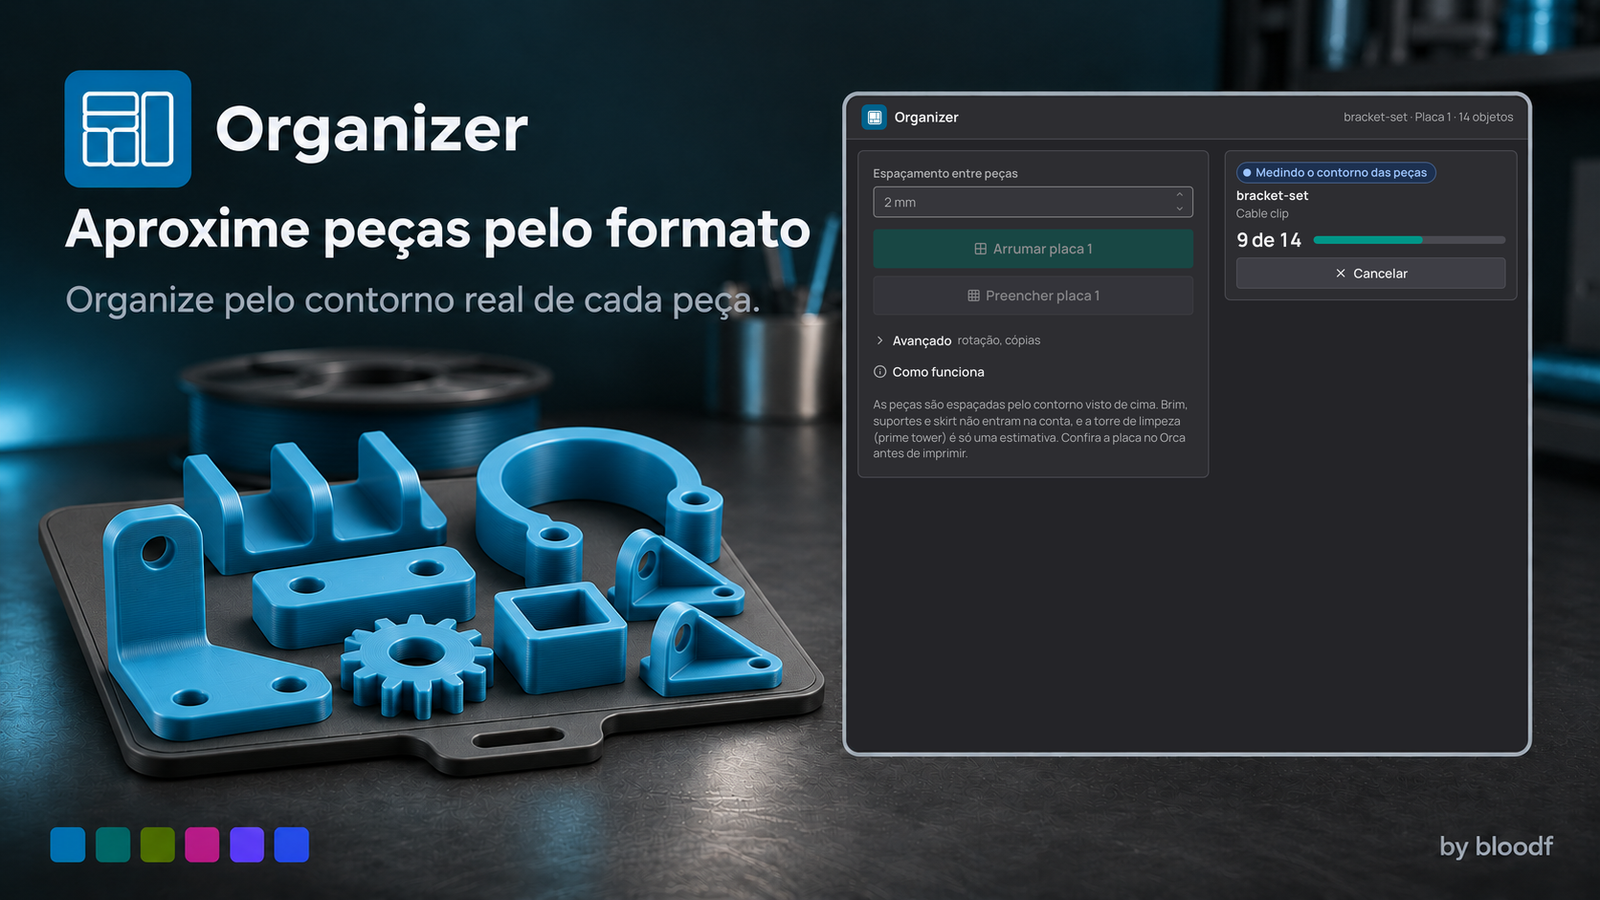 Organizer
Aproxime peças pelo formato
Organize pelo contorno real de cada peça.
Organizer
bracket-set · Placa 1 · 14 objetos
Espaçamento entre peças
2 mm
Arrumar placa 1
Preencher placa 1
Avançado rotação, cópias
Como funciona
As peças são espaçadas pelo contorno visto de cima. Brim,
suportes e skirt não entram na conta, e a torre de limpeza
(prime tower) é só uma estimativa. Confira a placa no Orca
antes de imprimir.
Medindo o contorno das peças
bracket-set
Cable clip
9 de 14
Cancelar
by bloodf